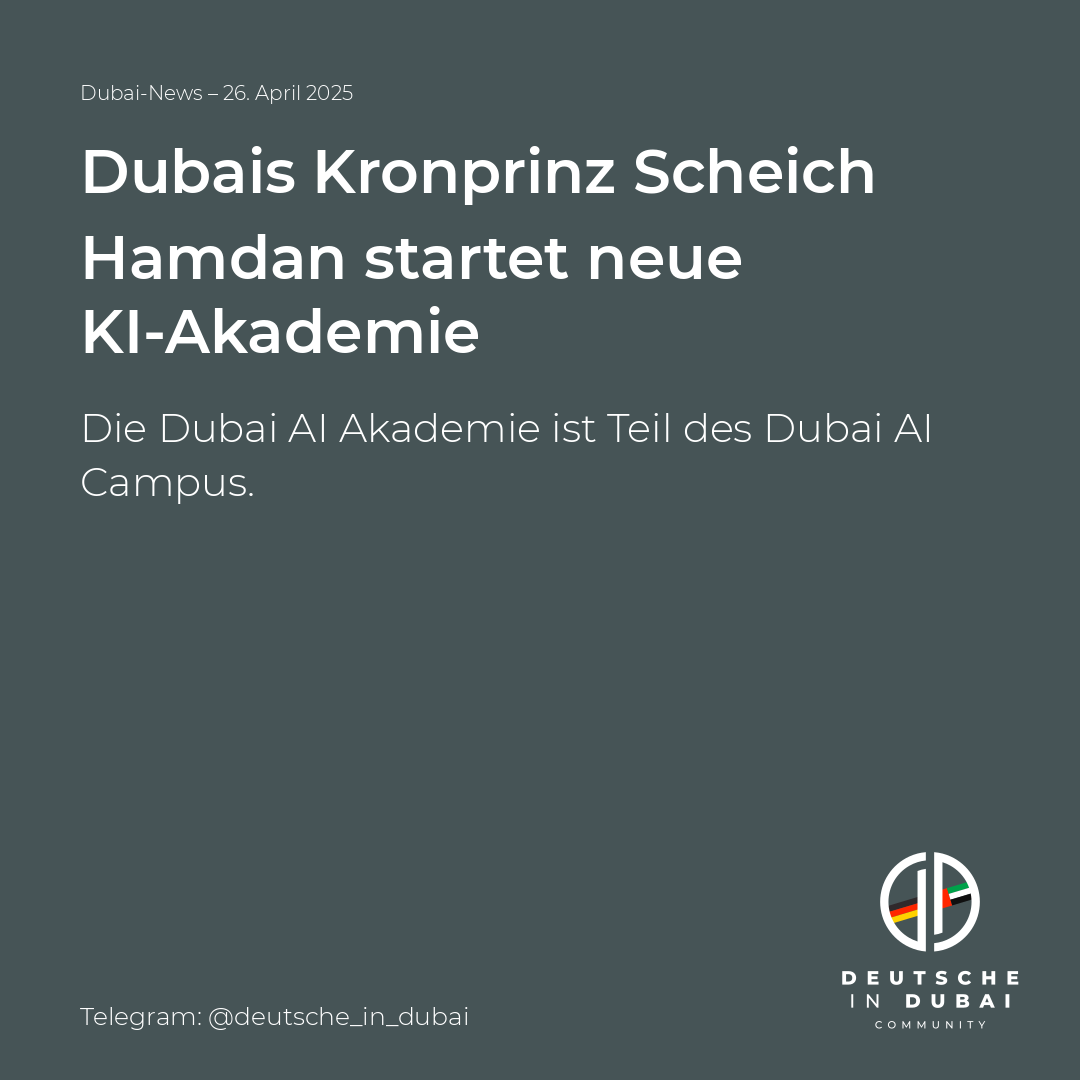 Dubai-News – 26. April 2025
Dubais Kronprinz Scheich
Hamdan startet neue
KI-Akademie
Die Dubai AI Akademie ist Teil des Dubai AI
Campus.
DEUTSCHE
IN DUBAI
COMMUNITY
Telegram: @deutsche_in_dubai